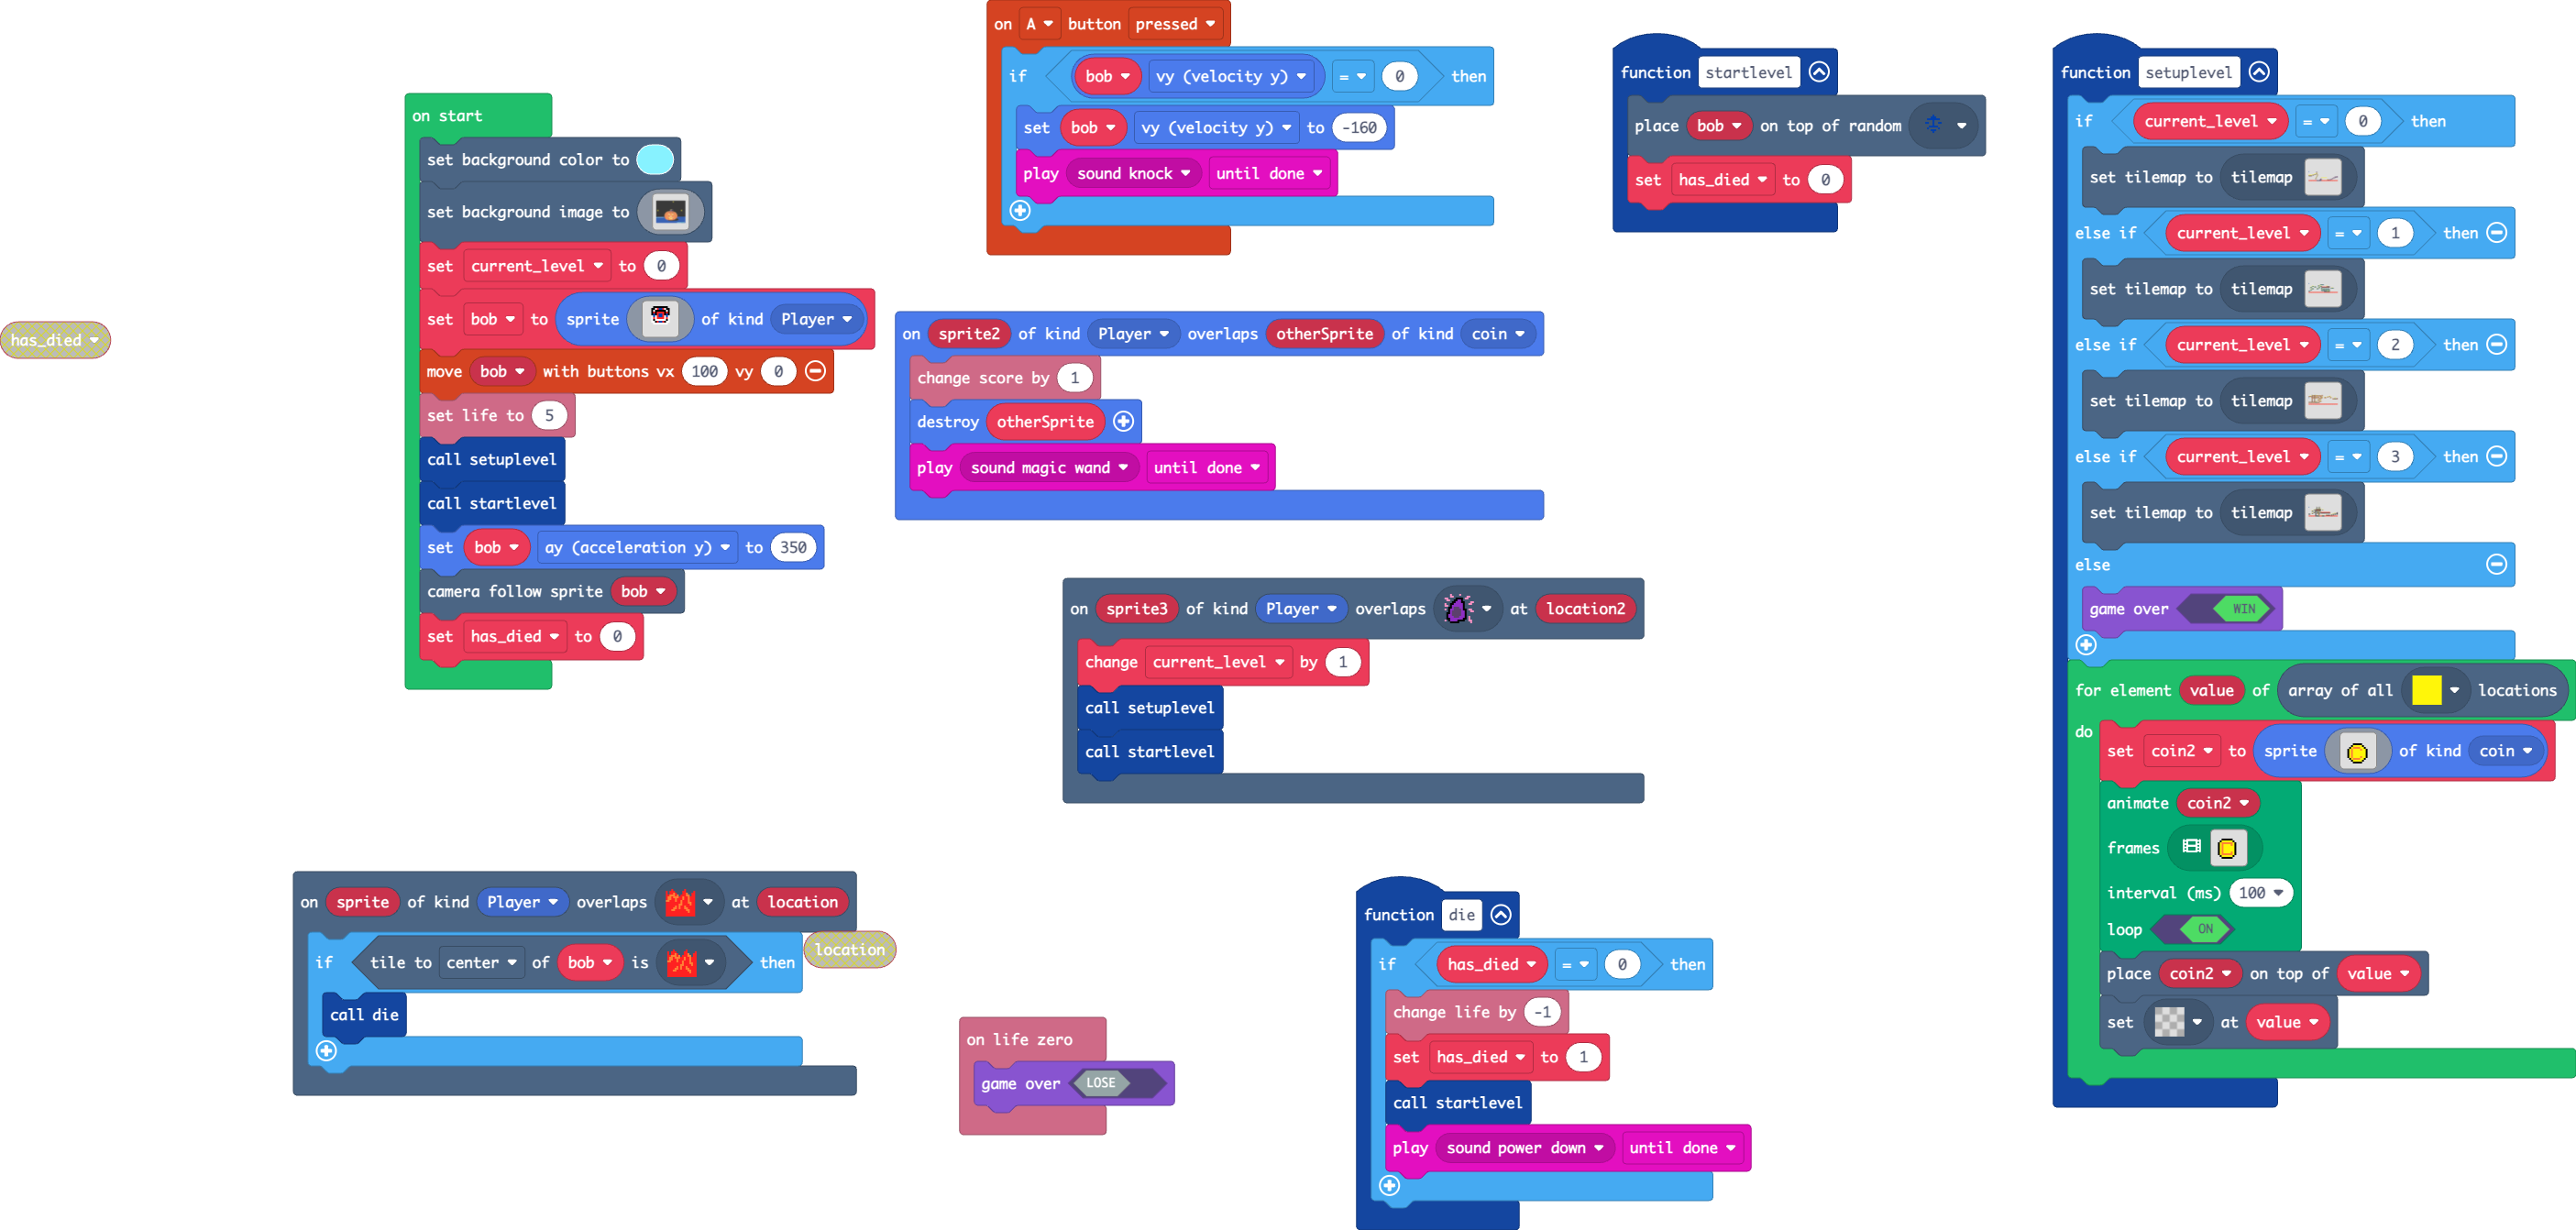 has_died
on start
set background color to
set background image to
set current_level to 0
set bob to sprite of kind Player
move bob with buttons vx 100 vy 0
set life to 5
call setuplevel
call startlevel
set bob ay (acceleration y) to 350
camera follow sprite bob
set has_died to 0
on A button pressed
if bob vy (velocity y) = 0 then
set bob vy (velocity y) to -160
play sound knock until done
function startlevel
place bob on top of random
set has_died to 0
on sprite2 of kind Player overlaps otherSprite of kind coin
change score by 1
destroy otherSprite
play sound magic wand until done
on sprite3 of kind Player overlaps at location2
change current_level by 1
call setuplevel
call startlevel
on sprite of kind Player overlaps at location
if tile to center of bob is then
location
call die
on life zero
game over LOSE
function die
if has_died = 0 then
change life by -1
set has_died to 1
call startlevel
play sound power down until done
function setuplevel
if current_level = 0 then
set tilemap to tilemap
else if current_level = 1 then
set tilemap to tilemap
else if current_level = 2 then
set tilemap to tilemap
else if current_level = 3 then
set tilemap to tilemap
else
game over WIN
for element value of array of all locations
do
set coin2 to sprite of kind coin
animate coin2
frames
interval (ms) 100
loop ON
place coin2 on top of value
set at value